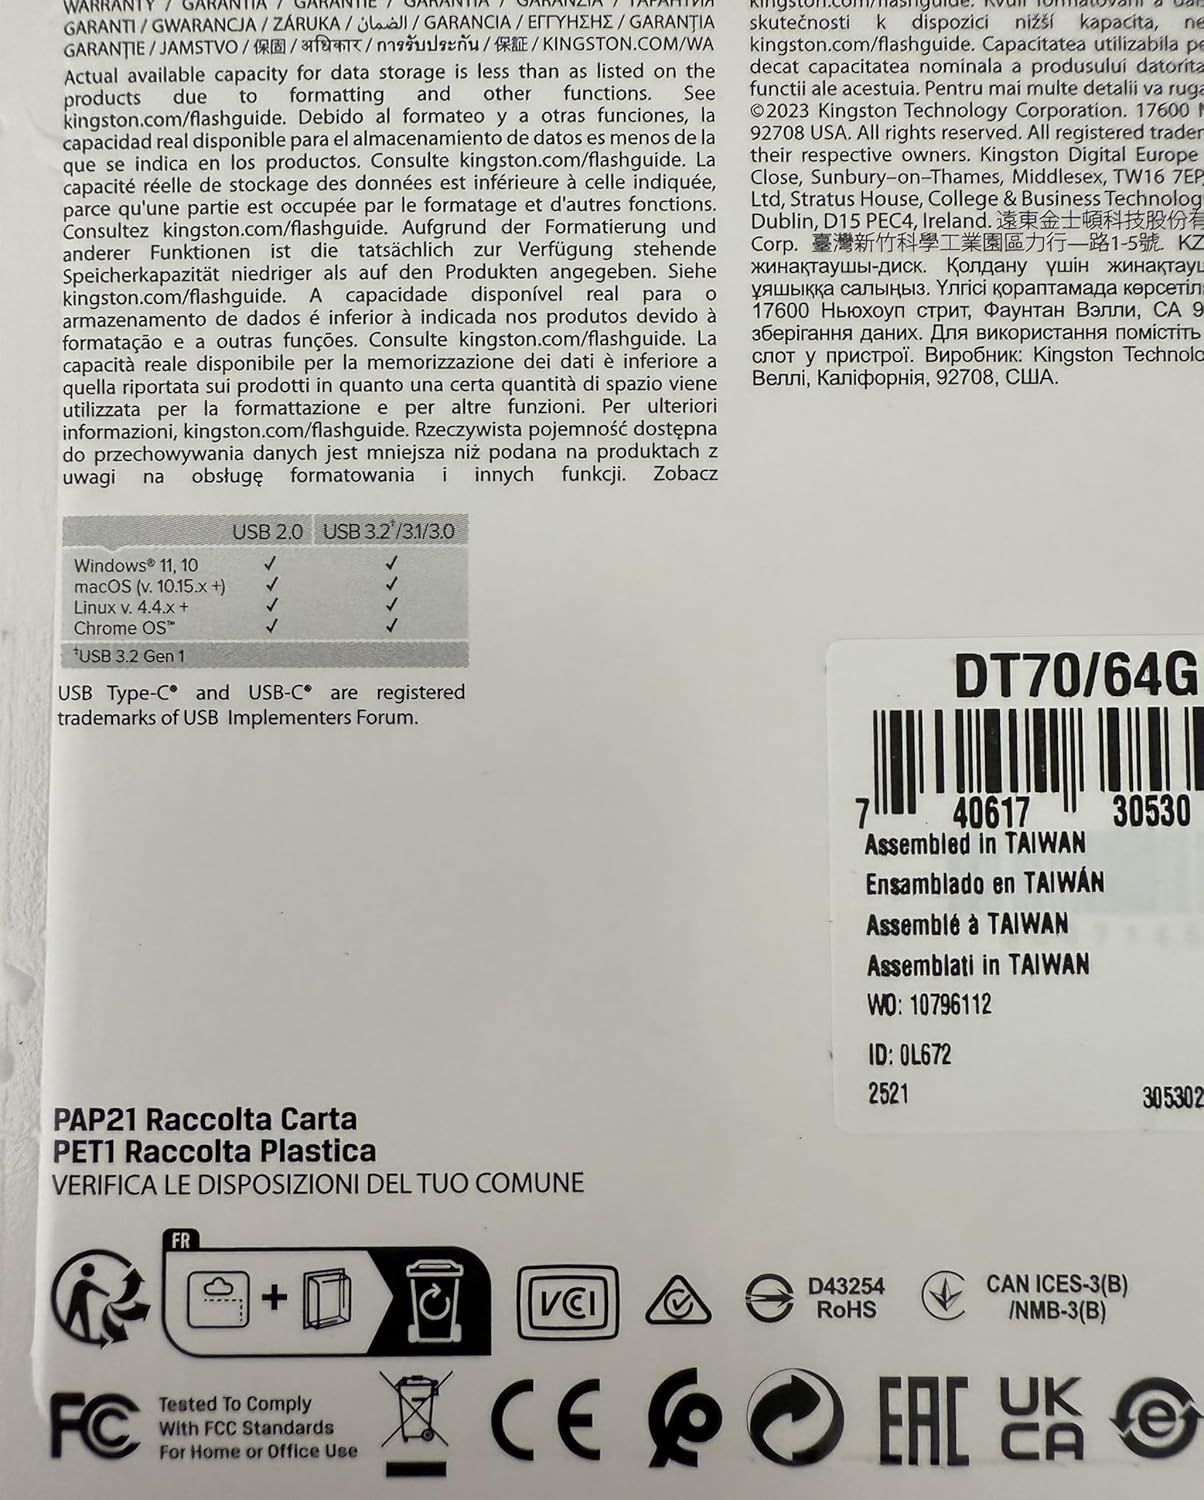 WARRANTY / GARANTIA / GARANTIE / GARANTIA / GARANZIA / ГАРАНТИЯ
GARANTI / GWARANCJA / ZÁRUKA / الضمان / GARANCIA / ΕΓΓΥΗΣΗΣ / GARANȚIA
GARANȚIE / JAMSTVO / 保固 / अधिकार / การรับประกัน / 保証 / KINGSTON.COM/WA
Actual available capacity for data storage is less than as listed on the
products due to formatting and other functions. See
kingston.com/flashguide. Debido al formateo y a otras funciones, la
capacidad real disponible para el almacenamiento de datos es menos de la
que se indica en los productos. Consulte kingston.com/flashguide. La
capacité réelle de stockage des données est inférieure à celle indiquée,
parce qu'une partie est occupée par le formatage et d'autres fonctions.
Consultez kingston.com/flashguide. Aufgrund der Formatierung und
anderer Funktionen ist die tatsächlich zur Verfügung stehende
Speicherkapazität niedriger als auf den Produkten angegeben. Siehe
kingston.com/flashguide. A capacidade disponível real para o
armazenamento de dados é inferior à indicada nos produtos devido à
formatação e a outras funções. Consulte kingston.com/flashguide. La
capacità reale disponibile per la memorizzazione dei dati è inferiore a
quella riportata sui prodotti in quanto una certa quantità di spazio viene
utilizzata per la formattazione e per altre funzioni. Per ulteriori
informazioni, kingston.com/flashguide. Rzeczywista pojemność dostępna
do przechowywania danych jest mniejsza niż podana na produktach z
uwagi na obsługę formatowania i innych funkcji. Zobacz
kingston.com/flashguide. Kvůli formátování a
skutečnosti k dispozici nižší kapacita,
kingston.com/flashguide. Capacitatea utilizabila
decat capacitatea nominala a produsului datorita
functii ale acestuia. Pentru mai multe detalii va
©2023 Kingston Technology Corporation. 17600
92708 USA. All rights reserved. All registered
their respective owners. Kingston Digital Europe
Close, Sunbury–on–Thames, Middlesex, TW16 7EP,
Ltd, Stratus House, College & Business
Dublin, D15 PEC4, Ireland. 遠東金士頓科技股份有
Corp. 臺灣新竹科學工業園區力行一路1-5號. KZ
жинақтаушы-диск. Қолдану үшін
ұяшыққа салыңыз. Үлгісі қораптамада
17600 Ньюхоуп стрит, Фаунтан Вэлли, CA 9
зберігання даних. Для використання помістіть
слот у пристрої. Виробник: Kingston
Веллі, Каліфорнія, 92708, США.
USB 2.0 USB 3.2‡/3.1/3.0
Windows® 11, 10 ✓ ✓
macOS (v. 10.15.x +) ✓ ✓
Linux v. 4.4.x + ✓ ✓
Chrome OS™ ✓ ✓
‡USB 3.2 Gen 1
USB Type-C® and USB-C® are registered
trademarks of USB Implementers Forum.
DT70/64G
7 40617 30530
Assembled in TAIWAN
Ensamblado en TAIWÁN
Assemblé à TAIWAN
Assemblati in TAIWAN
WO: 10796112
ID: 0L672
2521 305302
PAP21 Raccolta Carta
PET1 Raccolta Plastica
VERIFICA LE DISPOSIZIONI DEL TUO COMUNE
FR
VCI
D43254
RoHS
CAN ICES-3(B)
/NMB-3(B)
FC Tested To Comply
With FCC Standards
For Home or Office Use
CE
EAC
UK
CA
e